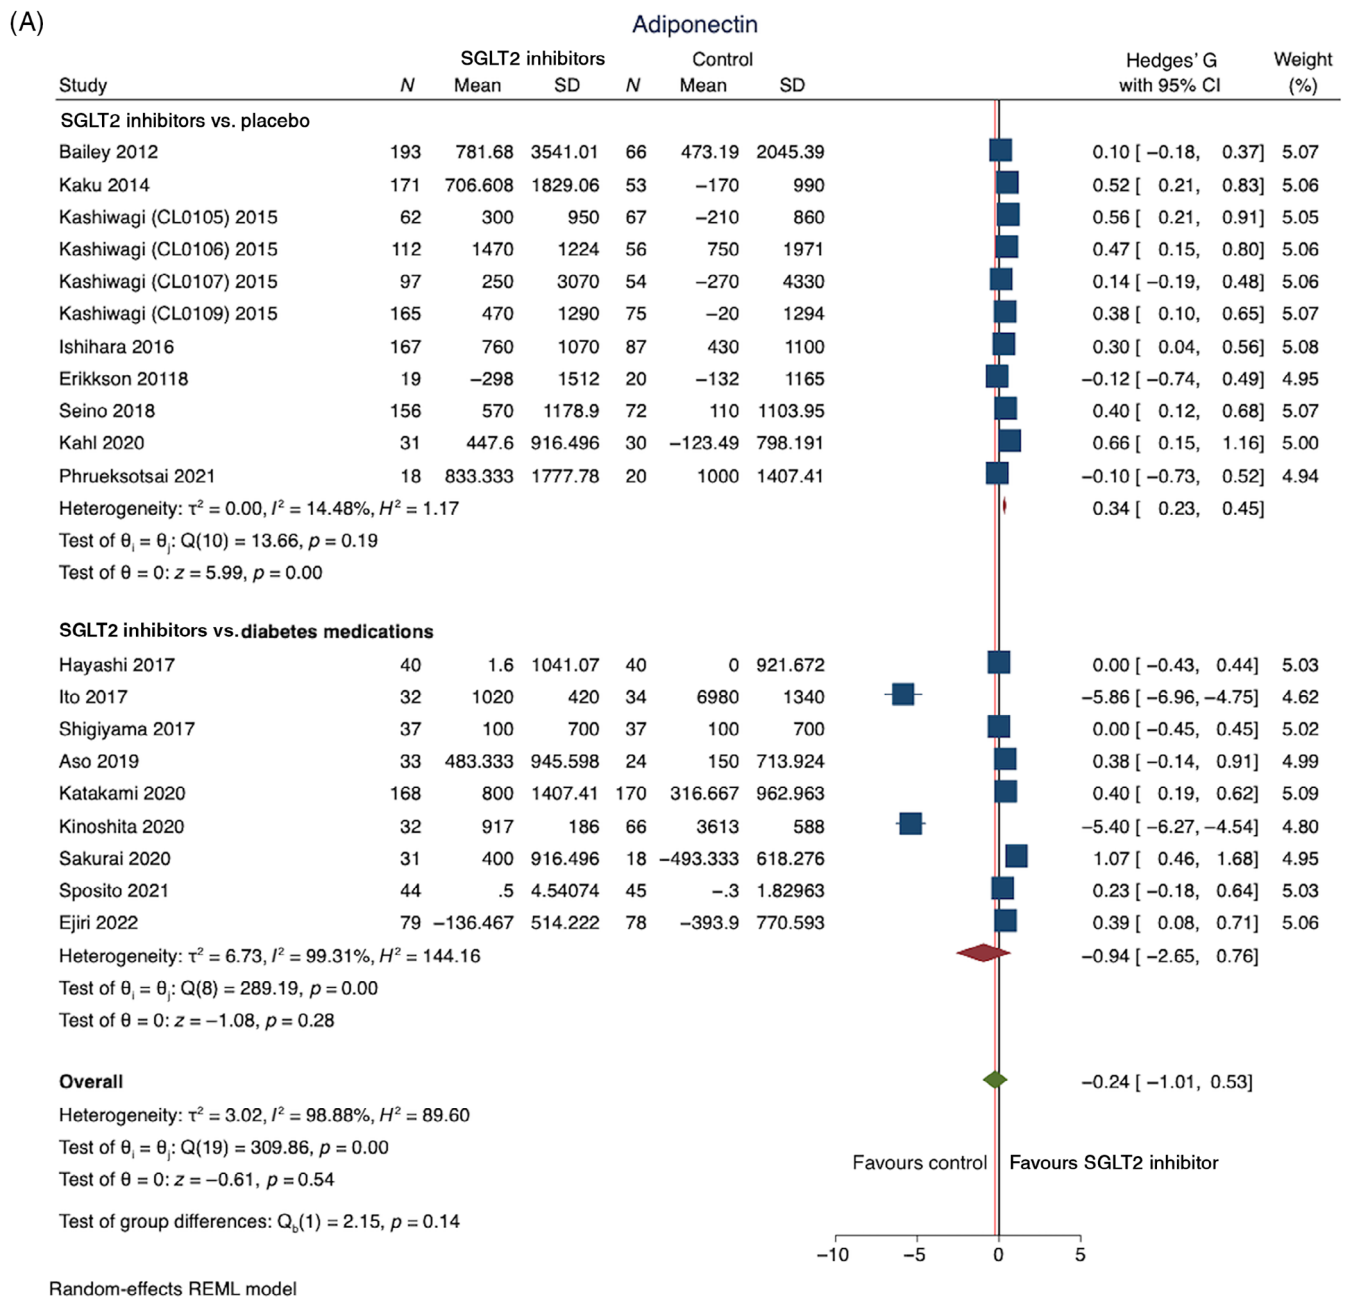 (A)
Adiponectin
SGLT2 inhibitors Control Hedges' G Weight
Study N Mean SD N Mean SD with 95% CI (%)
SGLT2 inhibitors vs. placebo
Bailey 2012 193 781.68 3541.01 66 473.19 2045.39 0.10 [ −0.18, 0.37] 5.07
Kaku 2014 171 706.608 1829.06 53 −170 990 0.52 [ 0.21, 0.83] 5.06
Kashiwagi (CL0105) 2015 62 300 950 67 −210 860 0.56 [ 0.21, 0.91] 5.05
Kashiwagi (CL0106) 2015 112 1470 1224 56 750 1971 0.47 [ 0.15, 0.80] 5.06
Kashiwagi (CL0107) 2015 97 250 3070 54 −270 4330 0.14 [ −0.19, 0.48] 5.06
Kashiwagi (CL0109) 2015 165 470 1290 75 −20 1294 0.38 [ 0.10, 0.65] 5.07
Ishihara 2016 167 760 1070 87 430 1100 0.30 [ 0.04, 0.56] 5.08
Erikkson 20118 19 −298 1512 20 −132 1165 −0.12 [ −0.74, 0.49] 4.95
Seino 2018 156 570 1178.9 72 110 1103.95 0.40 [ 0.12, 0.68] 5.07
Kahl 2020 31 447.6 916.496 30 −123.49 798.191 0.66 [ 0.15, 1.16] 5.00
Phrueksotsai 2021 18 833.333 1777.78 20 1000 1407.41 −0.10 [ −0.73, 0.52] 4.94
Heterogeneity: τ² = 0.00, I² = 14.48%, H² = 1.17 0.34 [ 0.23, 0.45]
Test of θi = θj: Q(10) = 13.66, p = 0.19
Test of θ = 0: z = 5.99, p = 0.00
SGLT2 inhibitors vs. diabetes medications
Hayashi 2017 40 1.6 1041.07 40 0 921.672 0.00 [ −0.43, 0.44] 5.03
Ito 2017 32 1020 420 34 6980 1340 −5.86 [ −6.96, −4.75] 4.62
Shigiyama 2017 37 100 700 37 100 700 0.00 [ −0.45, 0.45] 5.02
Aso 2019 33 483.333 945.598 24 150 713.924 0.38 [ −0.14, 0.91] 4.99
Katakami 2020 168 800 1407.41 170 316.667 962.963 0.40 [ 0.19, 0.62] 5.09
Kinoshita 2020 32 917 186 66 3613 588 −5.40 [ −6.27, −4.54] 4.80
Sakurai 2020 31 400 916.496 18 −493.333 618.276 1.07 [ 0.46, 1.68] 4.95
Sposito 2021 44 .5 4.54074 45 −.3 1.82963 0.23 [ −0.18, 0.64] 5.03
Ejiri 2022 79 −136.467 514.222 78 −393.9 770.593 0.39 [ 0.08, 0.71] 5.06
Heterogeneity: τ² = 6.73, I² = 99.31%, H² = 144.16 −0.94 [ −2.65, 0.76]
Test of θi = θj: Q(8) = 289.19, p = 0.00
Test of θ = 0: z = −1.08, p = 0.28
Overall −0.24 [ −1.01, 0.53]
Heterogeneity: τ² = 3.02, I² = 98.88%, H² = 89.60
Test of θi = θj: Q(19) = 309.86, p = 0.00
Favours control Favours SGLT2 inhibitor
Test of θ = 0: z = −0.61, p = 0.54
Test of group differences: Qb(1) = 2.15, p = 0.14
−10 −5 0 5
Random-effects REML model